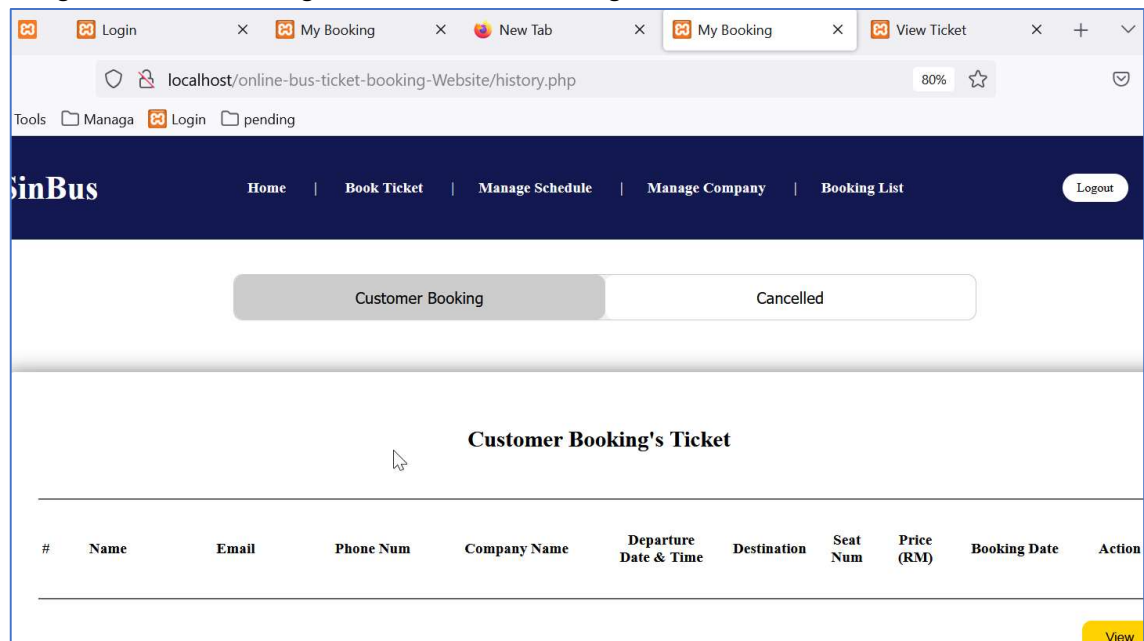 Login × My Booking × New Tab × My Booking × View Ticket × +
localhost/online-bus-ticket-booking-Website/history.php 80%
Tools Managa Login pending
SinBus Home | Book Ticket | Manage Schedule | Manage Company | Booking List Logout
Customer Booking Cancelled
Customer Booking's Ticket
# Name Email Phone Num Company Name Departure Date & Time Destination Seat Num Price (RM) Booking Date Action
View